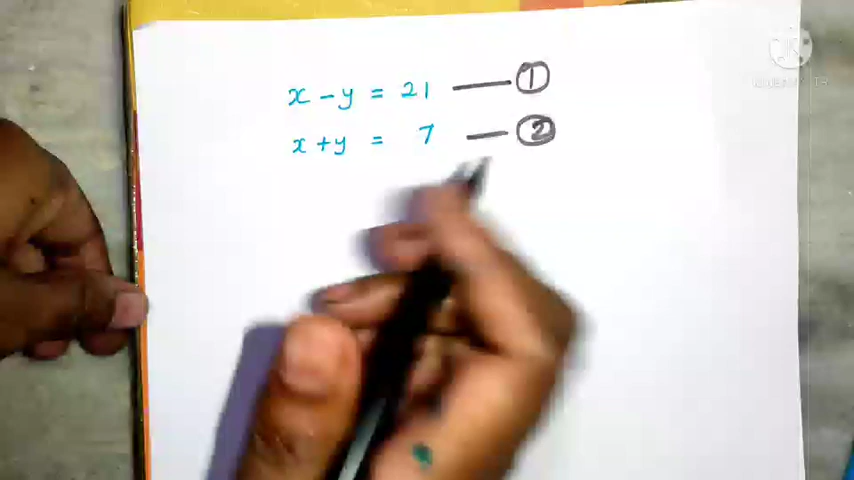 x - y = 21 — ①
x + y = 7 — ②